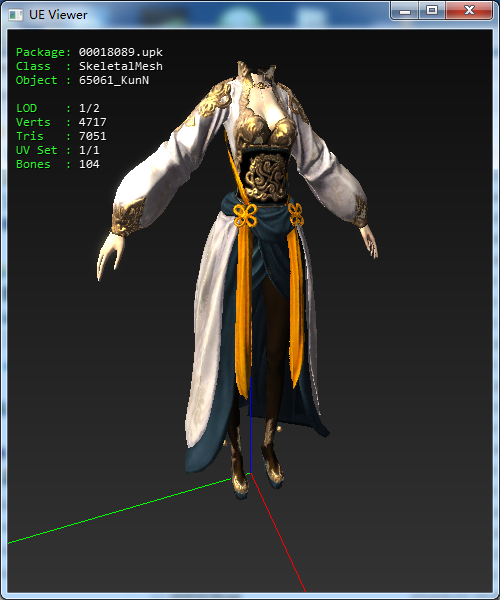 UE Viewer
Package: 00018089.upk
Class : SkeletalMesh
Object : 65061_KunN
LOD : 1/2
Verts : 4717
Tris : 7051
UV Set : 1/1
Bones : 104